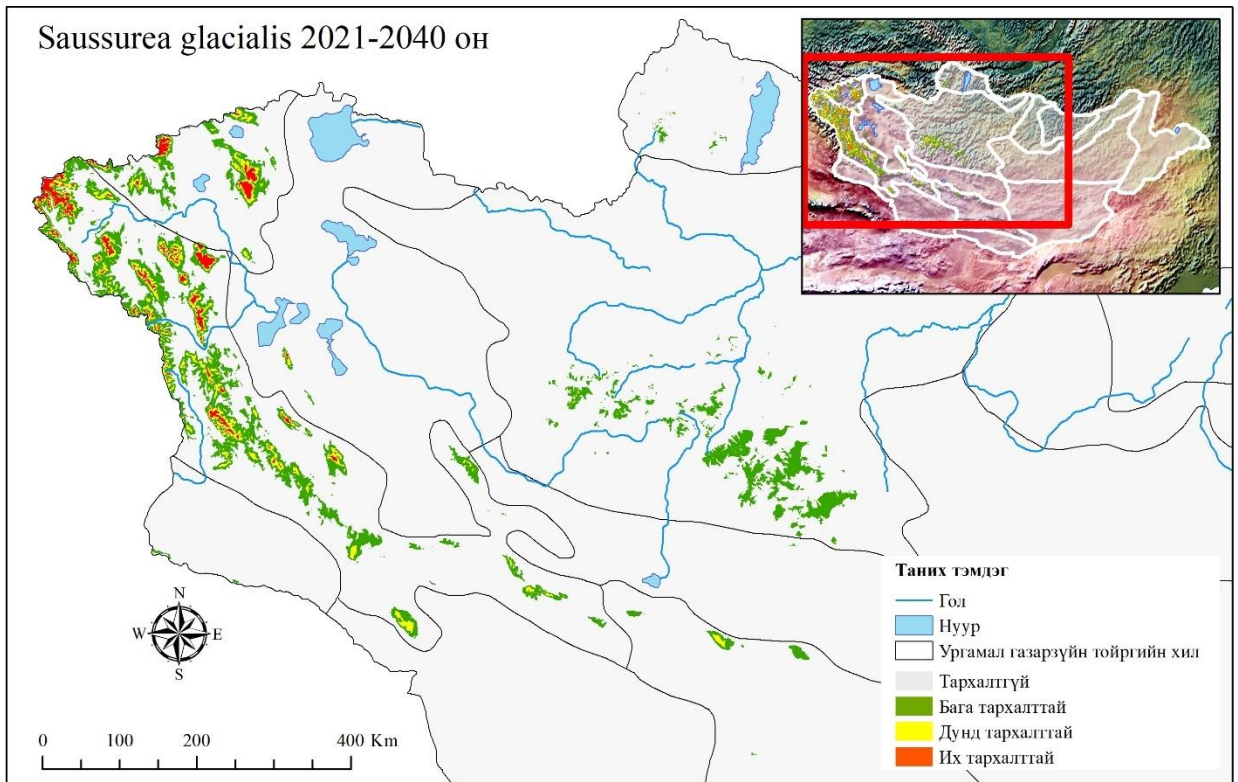 Saussurea glacialis 2021-2040 он
N
W E
S
0 100 200 400 Km
Таних тэмдэг
Гол
Нуур
Ургамал газарзүйн тойргийн хил
Тархалтгүй
Бага тархалттай
Дунд тархалттай
Их тархалттай